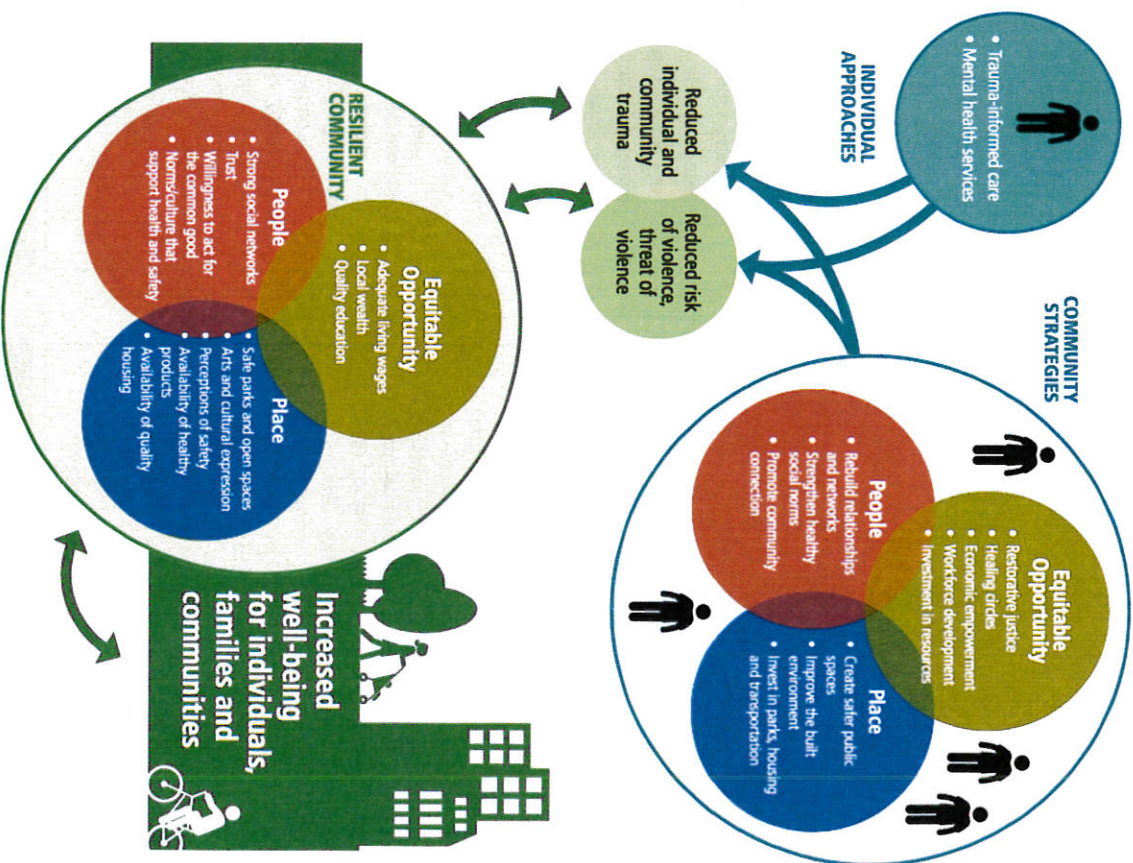 INDIVIDUAL
APPROACHES
• Trauma-informed care
• Mental health services
COMMUNITY
STRATEGIES
Equitable
Opportunity
• Restorative justice
• Healing circles
• Economic empowerment
• Workforce development
• Investment in resources
People
• Rebuild relationships
and networks
• Strengthen healthy
social norms
• Promote community
connection
Place
• Create safer public
spaces
• Improve the built
environment
• Invest in parks, housing
and transportation
Reduced
individual and
community
trauma
Reduced risk
of violence,
threat of
violence
RESILIENT
COMMUNITY
Equitable
Opportunity
• Adequate living wages
• Local wealth
• Quality education
People
• Strong social networks
• Trust
• Willingness to act for
the common good
• Norms/culture that
support health and safety
Place
• Safe parks and open spaces
• Arts and cultural expression
• Perceptions of safety
• Availability of healthy
products
• Availability of quality
housing
Increased
well-being
for individuals,
families and
communities